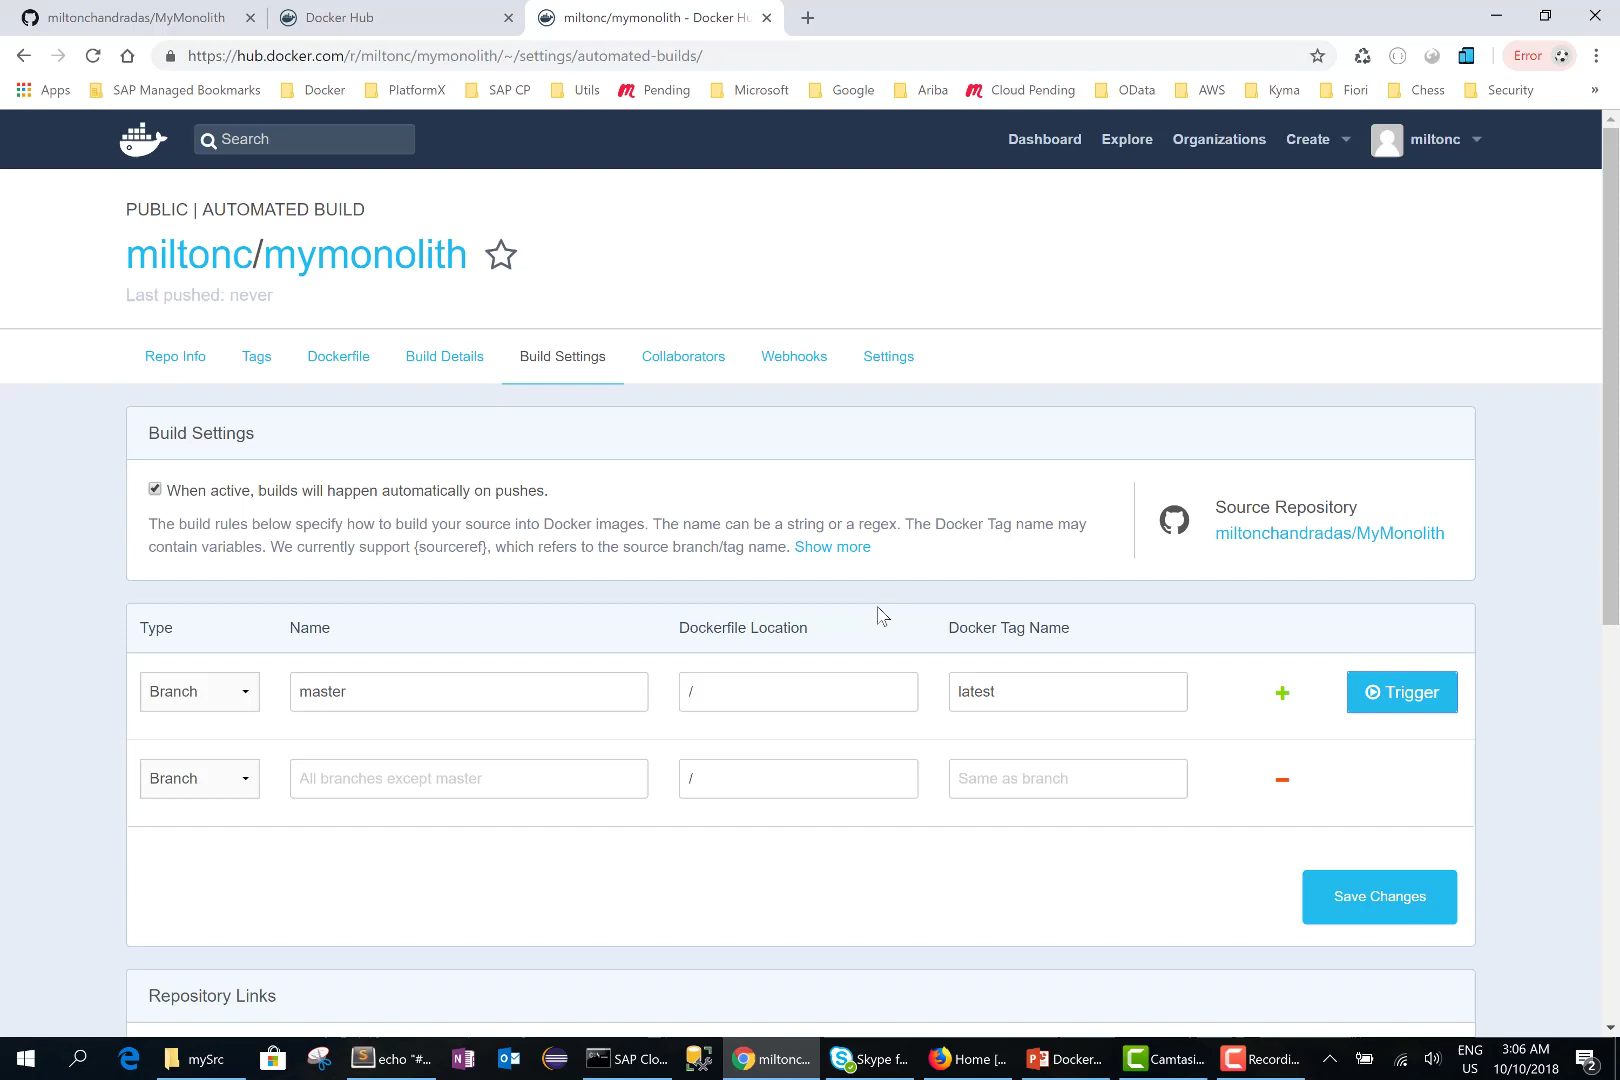 miltonchandradas/MyMonolith
Docker Hub
miltonc/mymonolith - Docker Hu
https://hub.docker.com/r/miltonc/mymonolith/~/settings/automated-builds/
Error
Apps
SAP Managed Bookmarks
Docker
PlatformX
SAP CP
Utils
Pending
Microsoft
Google
Ariba
Cloud Pending
OData
AWS
Kyma
Fiori
Chess
Security
»
Search
Dashboard
Explore
Organizations
Create
miltonc
PUBLIC | AUTOMATED BUILD
miltonc/mymonolith
Last pushed: never
Repo Info
Tags
Dockerfile
Build Details
Build Settings
Collaborators
Webhooks
Settings
Build Settings
When active, builds will happen automatically on pushes.
The build rules below specify how to build your source into Docker images. The name can be a string or a regex. The Docker Tag name may
contain variables. We currently support {sourceref}, which refers to the source branch/tag name. Show more
Source Repository
miltonchandradas/MyMonolith
Type
Name
Dockerfile Location
Docker Tag Name
Branch
master
/
latest
Trigger
Branch
All branches except master
/
Same as branch
Save Changes
Repository Links
mySrc
echo "#...
SAP Clo...
miltonc...
Skype f...
Home [...
Docker...
Camtasi...
Recordi...
ENG
US
3:06 AM
10/10/2018
2